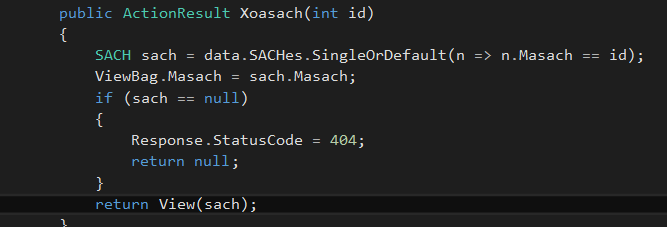 public ActionResult Xoasach(int id)
{
SACH sach = data.SACHes.SingleOrDefault(n => n.Masach == id);
ViewBag.Masach = sach.Masach;
if (sach == null)
{
Response.StatusCode = 404;
return null;
}
return View(sach);
}